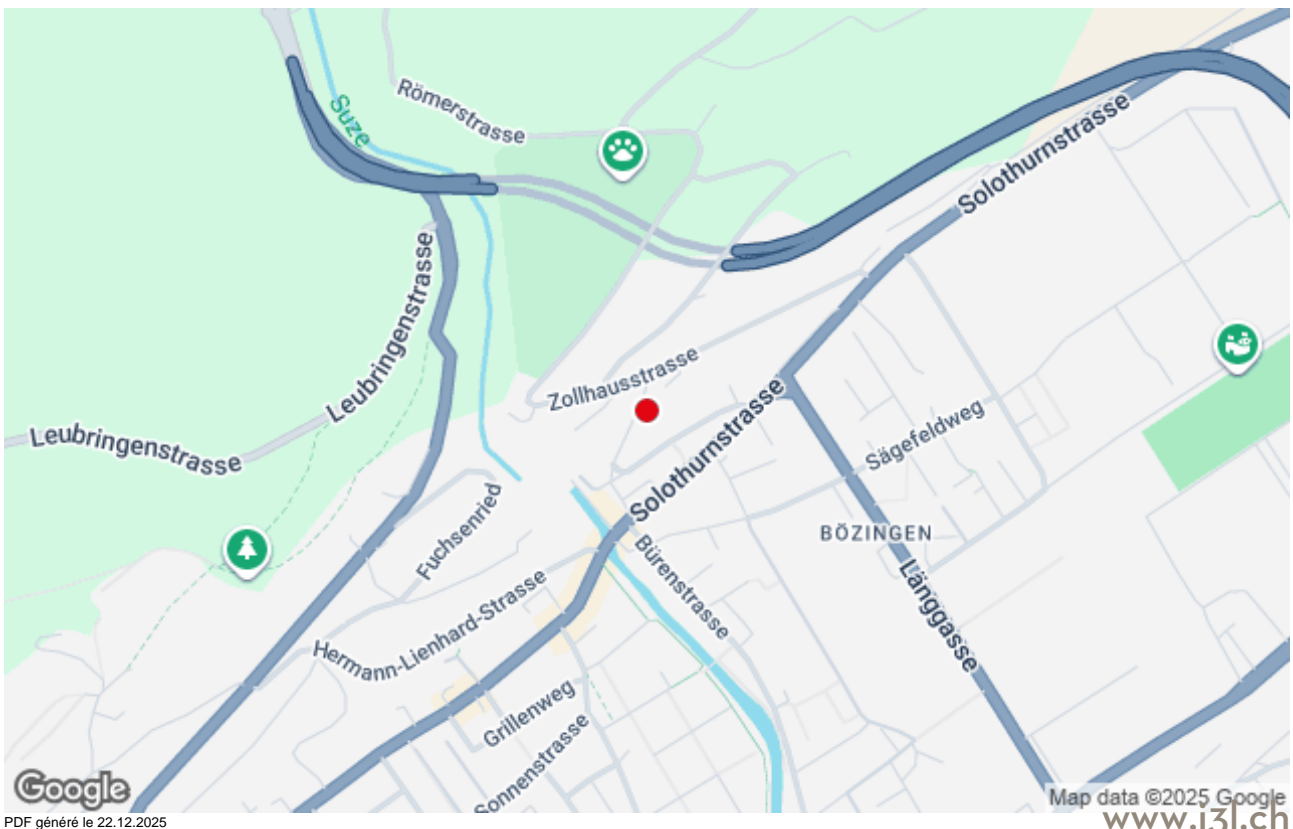 Suze
Römerstrasse
Solothurnstrasse
Leubringenstrasse
Leubringenstrasse
Zollhausstrasse
Solothurnstrasse
Sägefeldweg
BÖZINGEN
Fuchsenried
Bürenstrasse
Länggasse
Hermann-Lienhard-Strasse
Grillenweg
Sonnenstrasse
Google
Map data ©2025 Google
PDF généré le 22.12.2025
www.i3l.ch